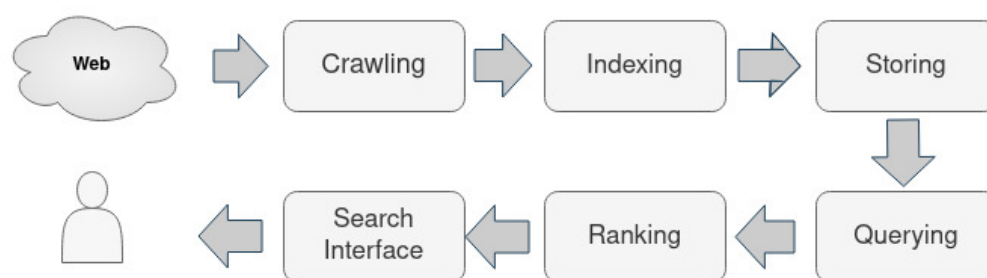 Web
Crawling
Indexing
Storing
Search
Interface
Ranking
Querying